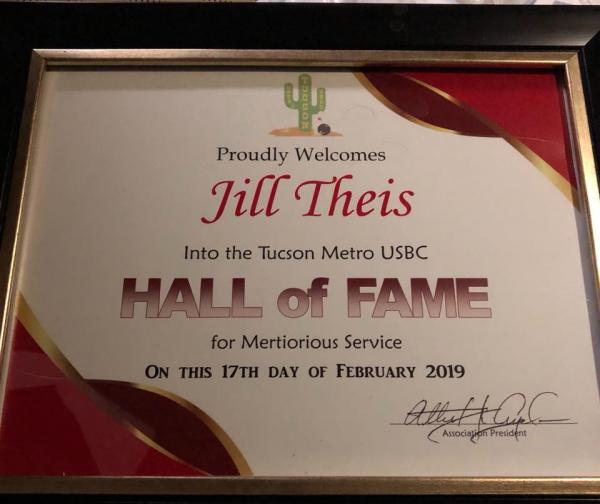 TUCSON
Proudly Welcomes
Jill Theis
Into the Tucson Metro USBC
HALL of FAME
for Mertiorious Service
ON THIS 17TH DAY OF FEBRUARY 2019
Association President